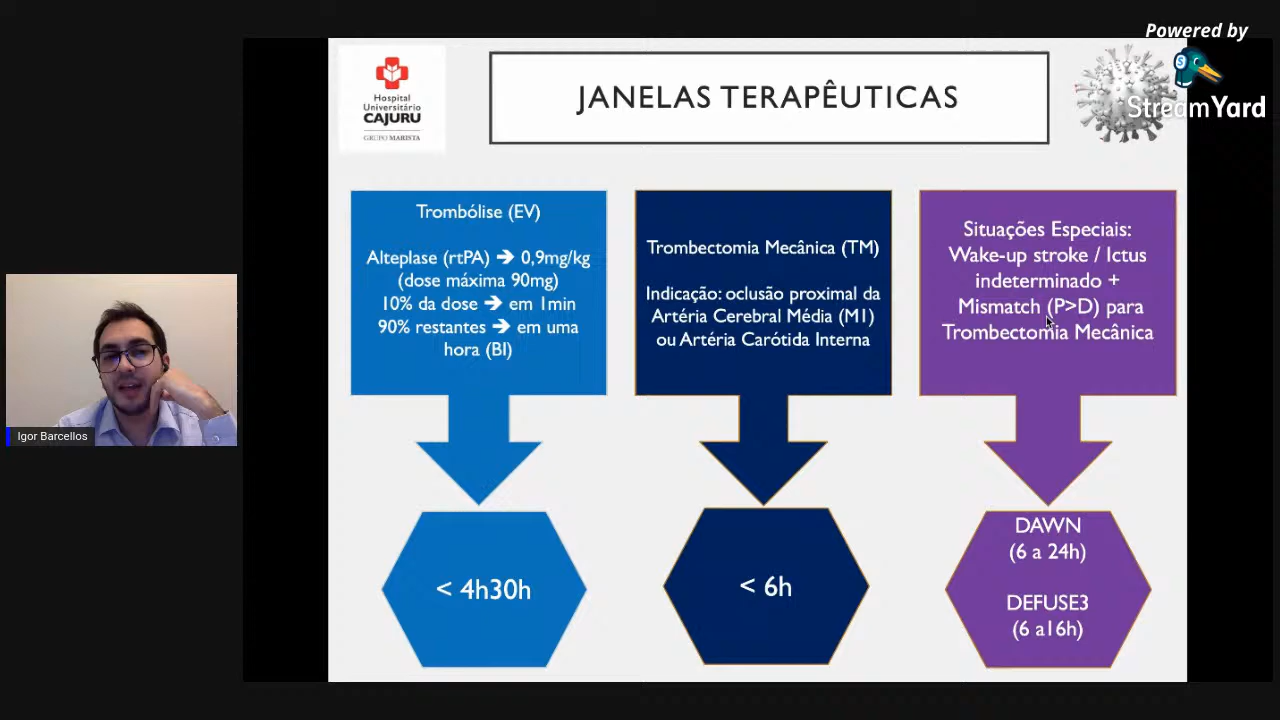 Powered by
StreamYard
Hospital
Universitário
CAJURU
GRUPO MARISTA
JANELAS TERAPÊUTICAS
Trombólise (EV)
Alteplase (rtPA) → 0,9mg/kg
(dose máxima 90mg)
10% da dose → em 1min
90% restantes → em uma
hora (BI)
< 4h30h
Trombectomia Mecânica (TM)
Indicação: oclusão proximal da
Artéria Cerebral Média (M1)
ou Artéria Carótida Interna
< 6h
Situações Especiais:
Wake-up stroke / Ictus
indeterminado +
Mismatch (P>D) para
Trombectomia Mecânica
DAWN
(6 a 24h)
DEFUSE3
(6 a16h)
Igor Barcellos